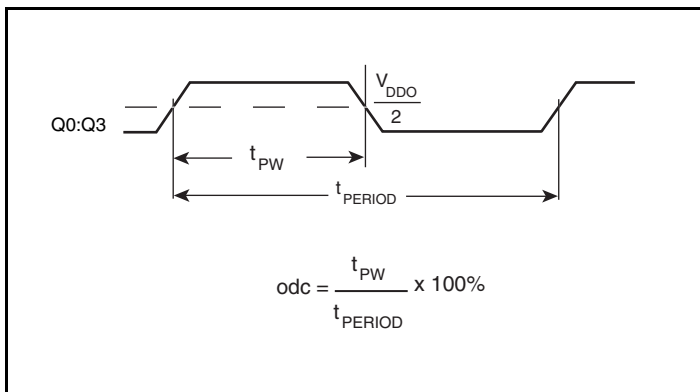 V_DDO
2
Q0:Q3
t_PW
t_PERIOD
odc = t_PW / t_PERIOD x 100%